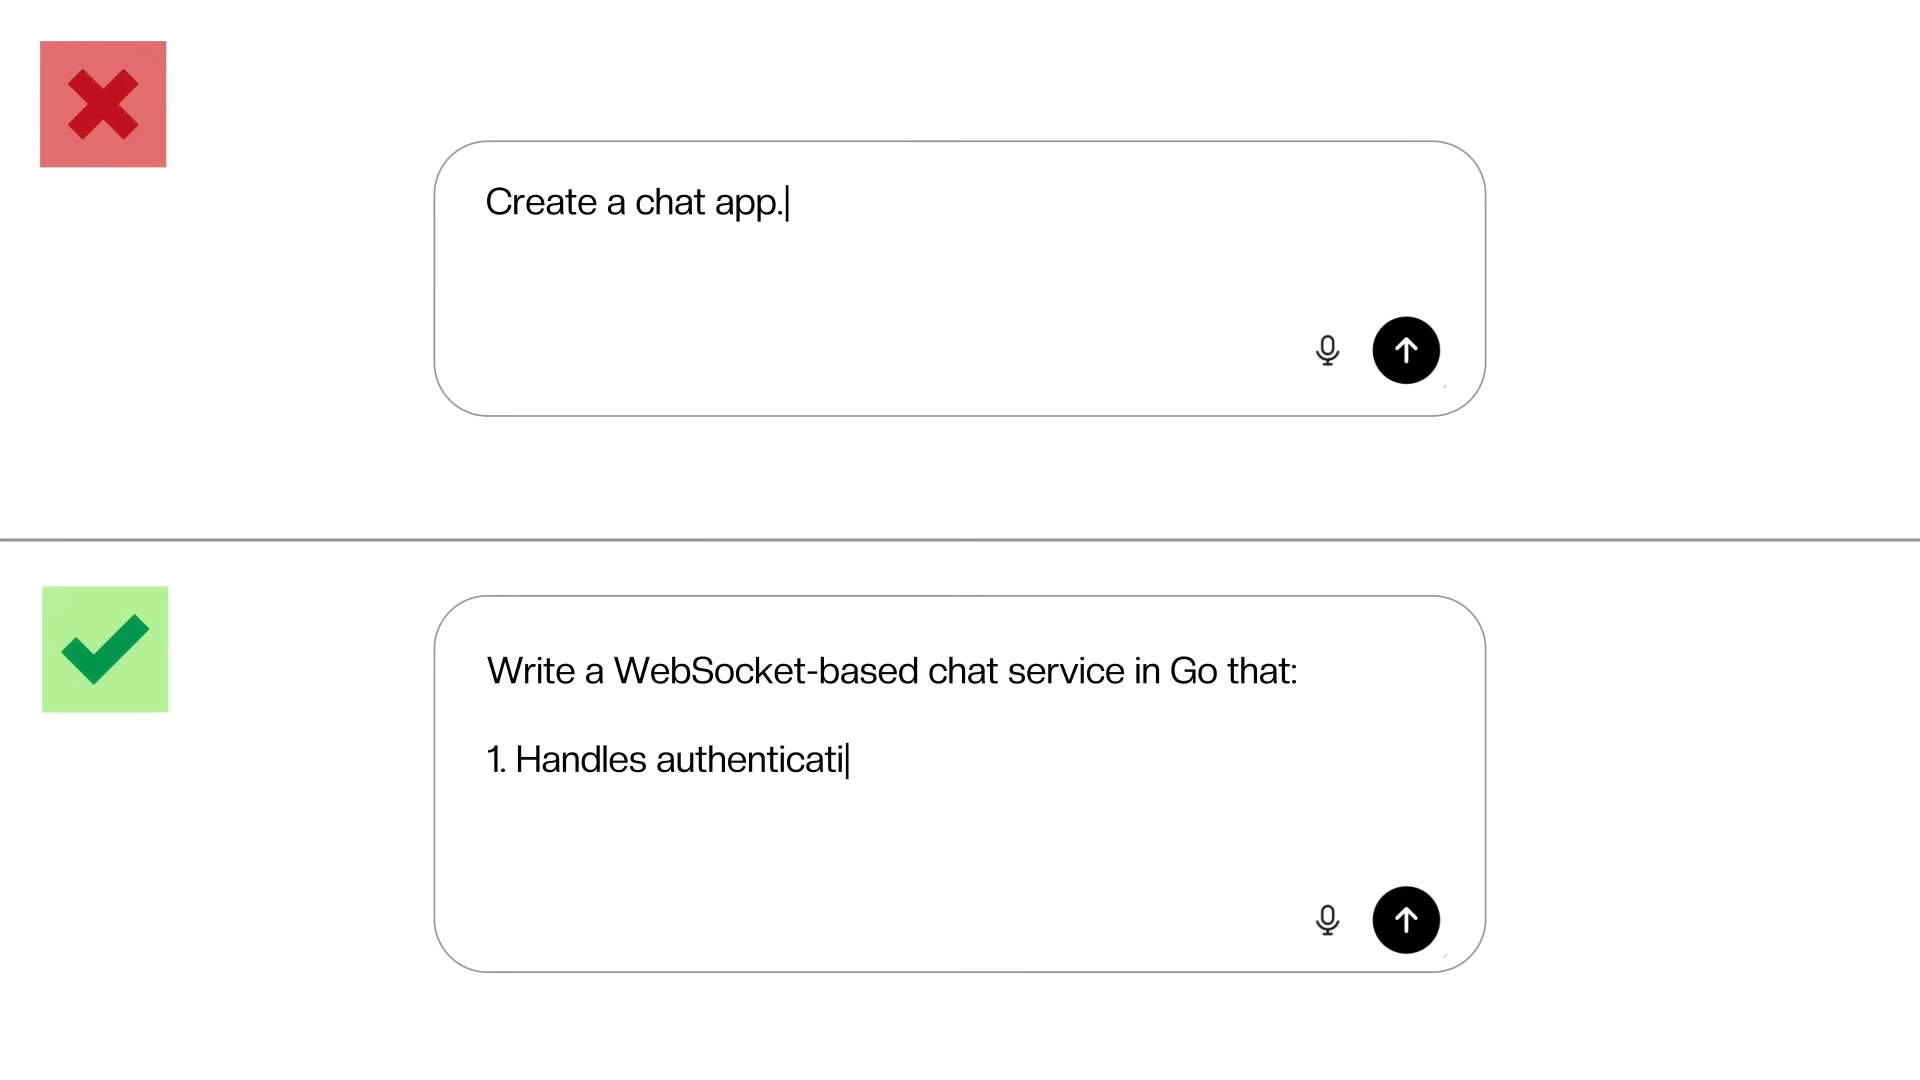 Create a chat app.
Write a WebSocket-based chat service in Go that:
1. Handles authenticati